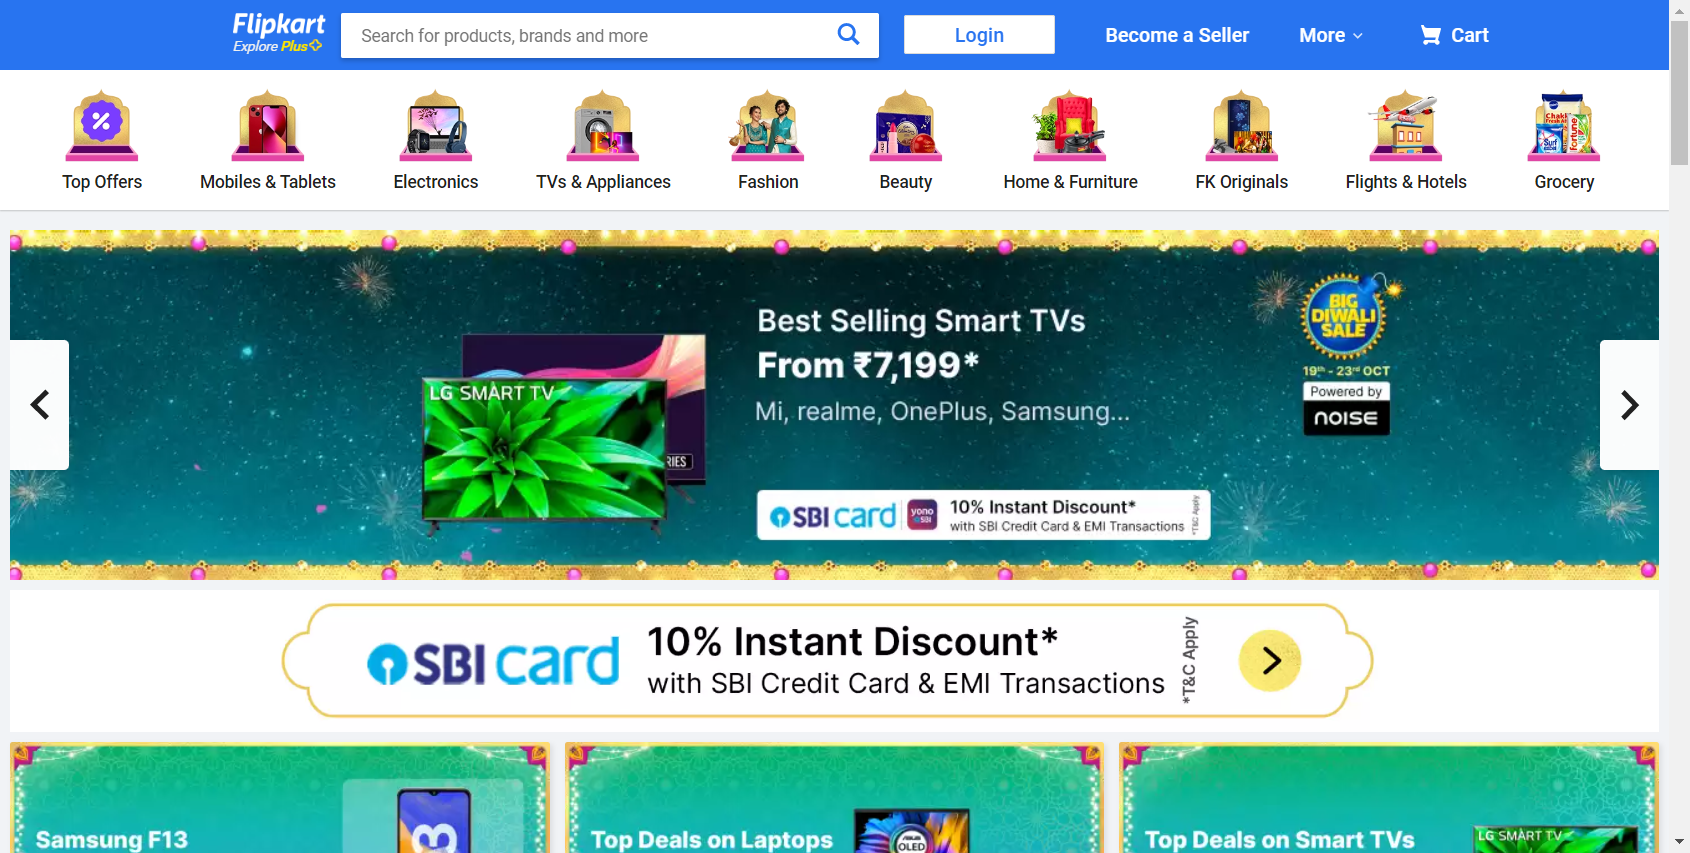 Flipkart
Explore Plus
Search for products, brands and more
Login
Become a Seller
More
Cart
Top Offers
Mobiles & Tablets
Electronics
TVs & Appliances
Fashion
Beauty
Home & Furniture
FK Originals
Flights & Hotels
Grocery
LG SMART TV
RIES
Best Selling Smart TVs
From ₹7,199*
Mi, realme, OnePlus, Samsung...
SBI card
yono
SBI
10% Instant Discount*
with SBI Credit Card & EMI Transactions
*T&C Apply
BIG
DIWALI
SALE
19th - 23rd OCT
Powered by
noise
SBI card
10% Instant Discount*
with SBI Credit Card & EMI Transactions
*T&C Apply
Samsung F13
Top Deals on Laptops
ASUS
OLED
Top Deals on Smart TVs
LG SMART TV